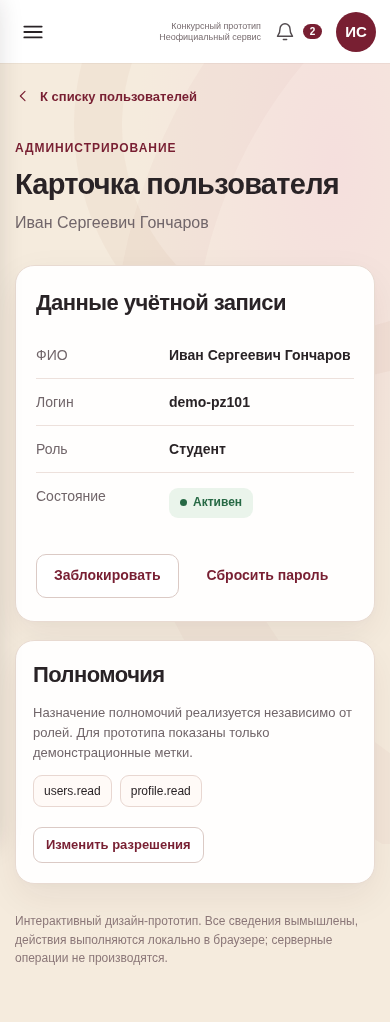 Конкурсный прототип
Неофициальный сервис
2
ИС
К списку пользователей
АДМИНИСТРИРОВАНИЕ
Карточка пользователя
Иван Сергеевич Гончаров
Данные учётной записи
ФИО Иван Сергеевич Гончаров
Логин demo-pz101
Роль Студент
Состояние Активен
Заблокировать Сбросить пароль
Полномочия
Назначение полномочий реализуется независимо от
роли. Для прототипа показаны только
демонстрационные метки.
users.read profile.read
Изменить разрешения
Интерактивный дизайн-прототип. Все сведения вымышлены,
действия выполняются локально в браузере; серверные
операции не производятся.